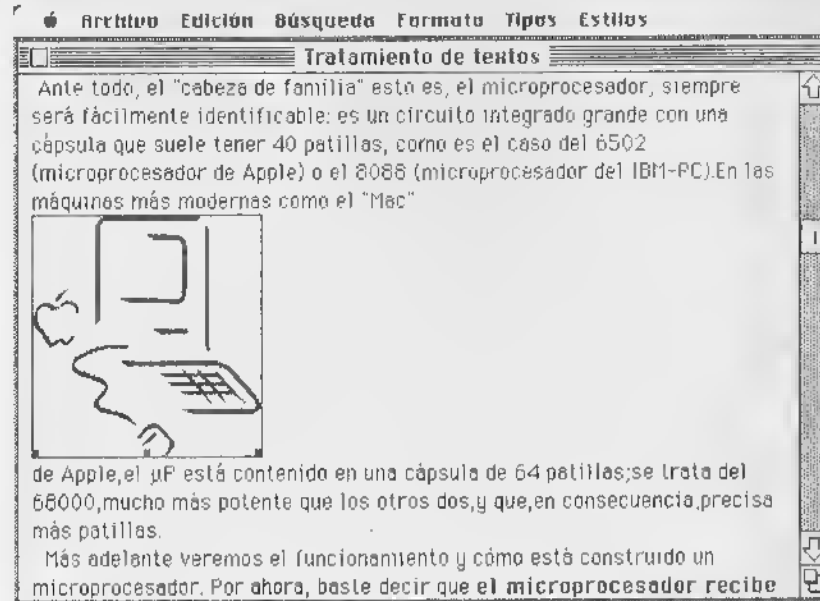 Archivo Edición Búsqueda Formato Tipos Estilos
Tratamiento de textos
Ante todo, el "cabeza de familia" esto es, el microprocesador, siempre
será fácilmente identificable: es un circuito integrado grande con una
cápsula que suele tener 40 patillas, como es el caso del 6502
(microprocesador de Apple) o el 8088 (microprocesador del IBM-PC).En las
máquinas más modernas como el "Mac"
de Apple,el µP está contenido en una cápsula de 64 patillas;se trata del
68000,mucho más potente que los otros dos,y que,en consecuencia,precisa
más patillas.
Más adelante veremos el funcionamiento y cómo está construido un
microprocesador. Por ahora, baste decir que el microprocesador recibe